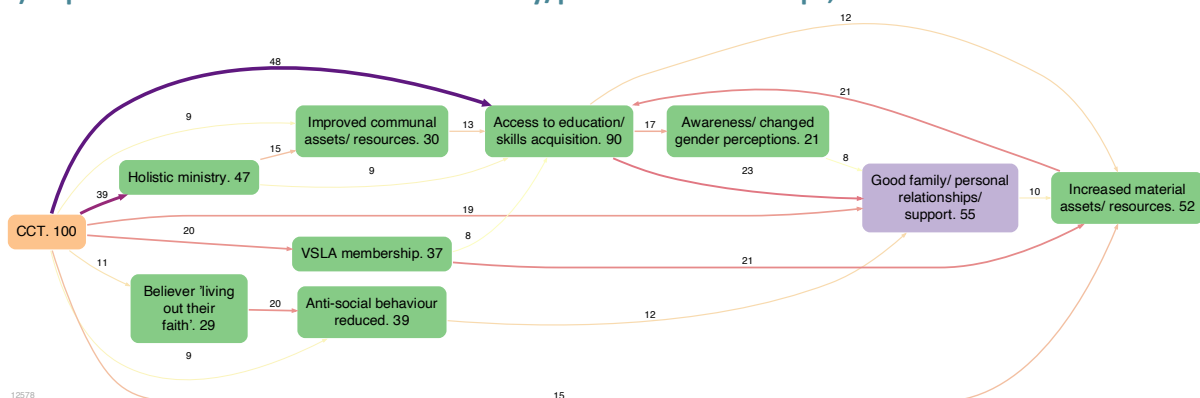 12
48
21
9
Improved communal
assets/ resources. 30
13
Access to education/
skills acquisition. 90
17
Awareness/ changed
gender perceptions. 21
15
8
Holistic ministry. 47
9
23
Good family/ personal
relationships/
support. 55
10
Increased material
assets/ resources. 52
39
19
CCT. 100
20
VSLA membership. 37
8
21
11
Believer 'living
out their
faith'. 29
20
Anti-social behaviour
reduced. 39
12
9
12578
15